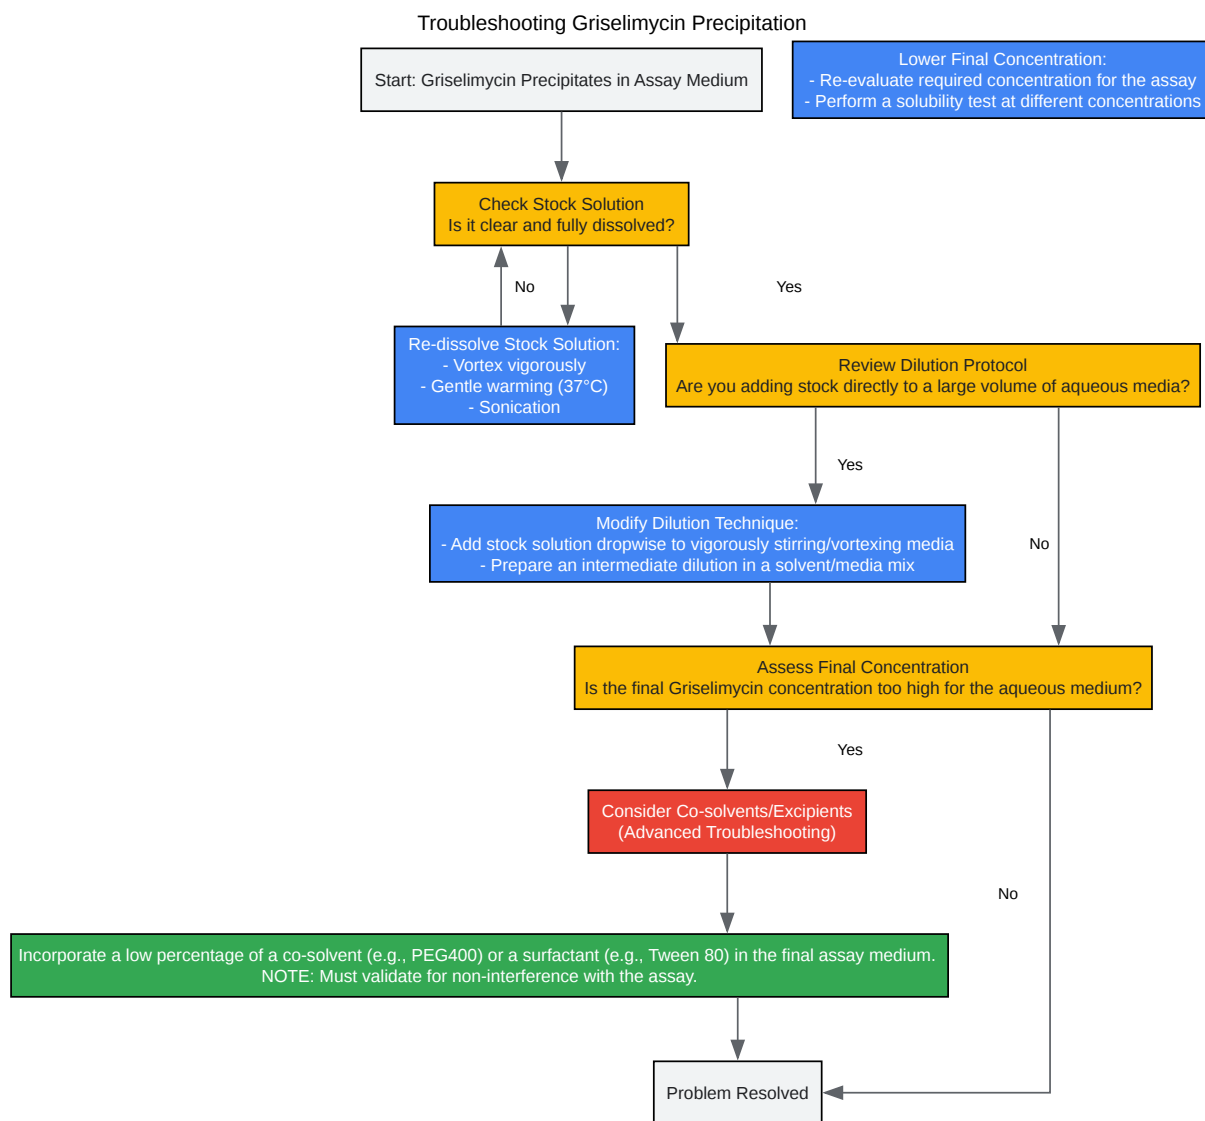 Troubleshooting Griselimycin Precipitation
Start: Griselimycin Precipitates in Assay Medium
Lower Final Concentration:
- Re-evaluate required concentration for the assay
- Perform a solubility test at different concentrations
Check Stock Solution
Is it clear and fully dissolved?
No
Yes
Re-dissolve Stock Solution:
- Vortex vigorously
- Gentle warming (37°C)
- Sonication
Review Dilution Protocol
Are you adding stock directly to a large volume of aqueous media?
Yes
Modify Dilution Technique:
- Add stock solution dropwise to vigorously stirring/vortexing media
- Prepare an intermediate dilution in a solvent/media mix
No
Assess Final Concentration
Is the final Griselimycin concentration too high for the aqueous medium?
Yes
Consider Co-solvents/Excipients
(Advanced Troubleshooting)
No
Incorporate a low percentage of a co-solvent (e.g., PEG400) or a surfactant (e.g., Tween 80) in the final assay medium.
NOTE: Must validate for non-interference with the assay.
Problem Resolved